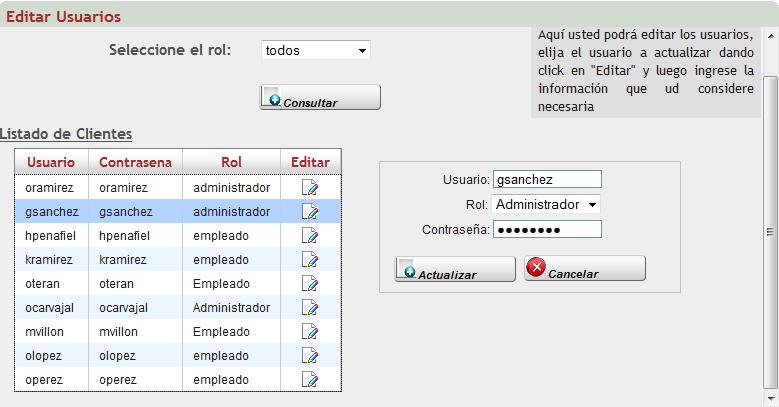 Editar Usuarios
Seleccione el rol: todos
Consultar
Aquí usted podrá editar los usuarios,
elija el usuario a actualizar dando
click en "Editar" y luego ingrese la
información que ud considere
necesaria
Listado de Clientes
Usuario Contrasena Rol Editar
oramirez oramirez administrador
gsanchez gsanchez administrador
hpenafiel hpenafiel empleado
kramirez kramirez empleado
oteran oteran Empleado
ocarvajal ocarvajal Administrador
mvillon mvillon Empleado
olopez olopez empleado
operez operez empleado
Usuario: gsanchez
Rol: Administrador
Contraseña: ●●●●●●●●
Actualizar Cancelar